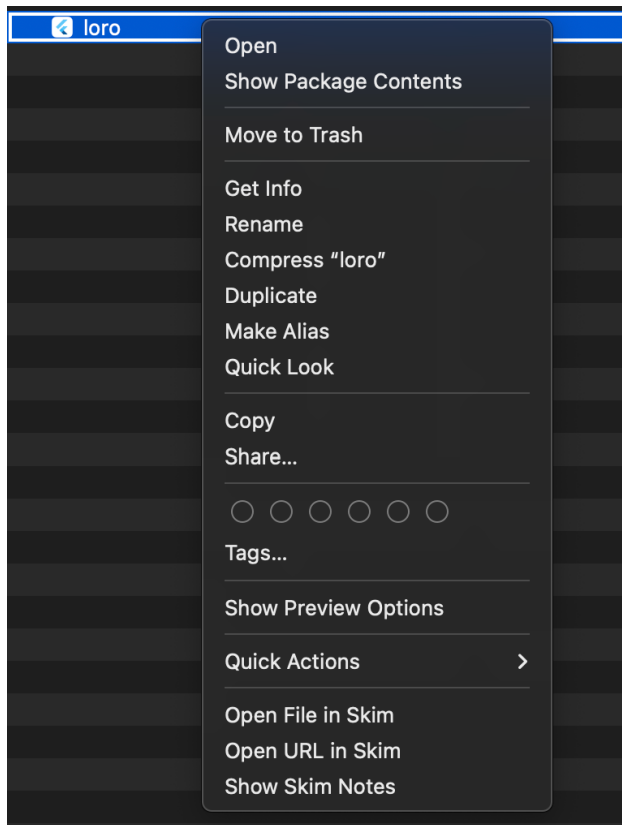 loro
Open
Show Package Contents
Move to Trash
Get Info
Rename
Compress “loro”
Duplicate
Make Alias
Quick Look
Copy
Share...
Tags...
Show Preview Options
Quick Actions
Open File in Skim
Open URL in Skim
Show Skim Notes